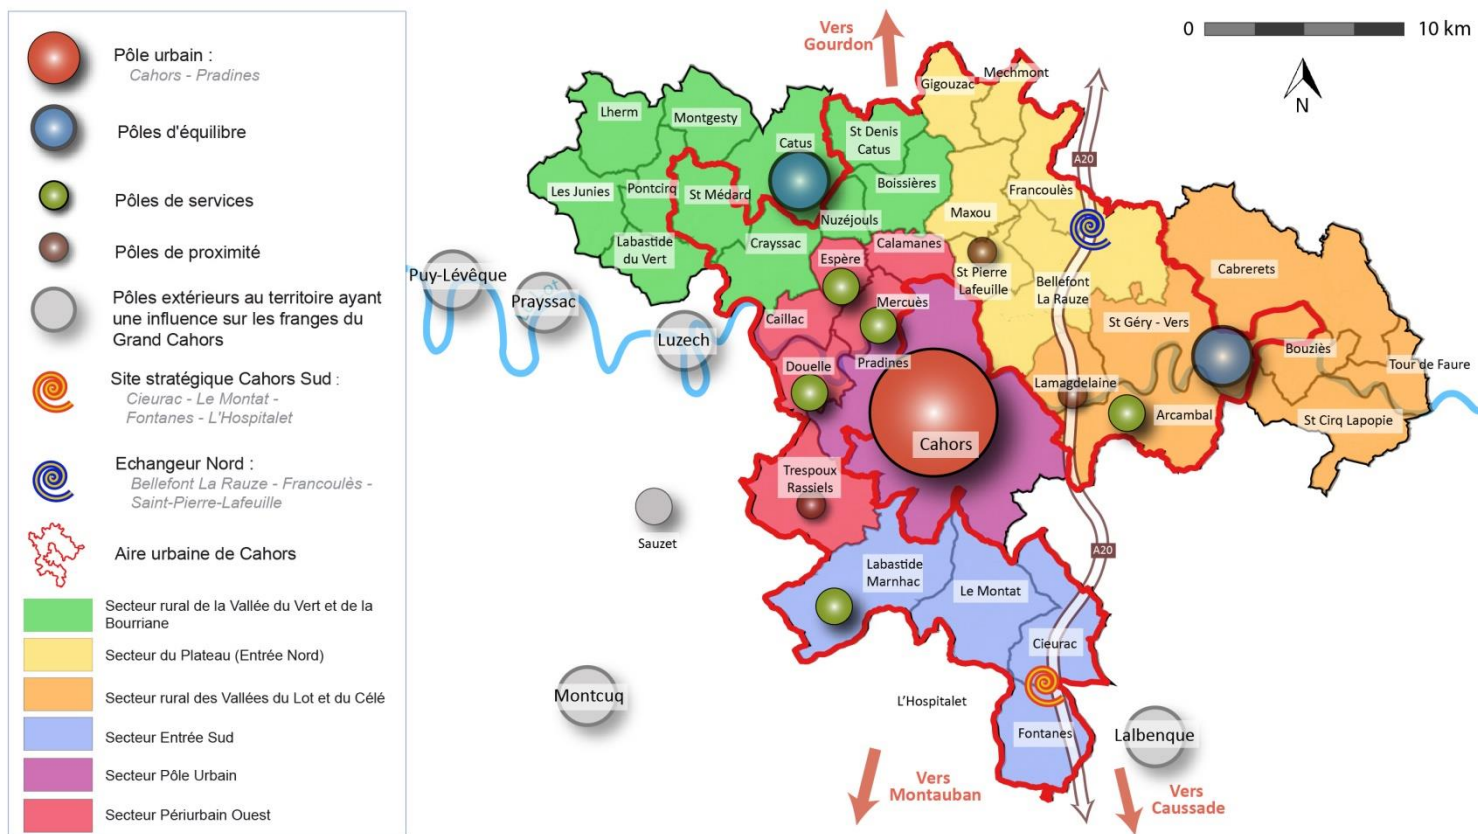 Pôle urbain :
Cahors - Pradines
Pôles d'équilibre
Pôles de services
Pôles de proximité
Pôles extérieurs au territoire ayant
une influence sur les franges du
Grand Cahors
Site stratégique Cahors Sud :
Cieurac - Le Montat -
Fontanes - L'Hospitalet
Echangeur Nord :
Bellefont La Rauze - Francoulès -
Saint-Pierre-Lafeuille
Aire urbaine de Cahors
Secteur rural de la Vallée du Vert et de la
Bourriane
Secteur du Plateau (Entrée Nord)
Secteur rural des Vallées du Lot et du Célé
Secteur Entrée Sud
Secteur Pôle Urbain
Secteur Périurbain Ouest
Vers
Gourdon
0
10 km
N
Mechmont
Gigouzac
Lherm
Montgesty
Catus
St Denis
Catus
A20
Les Junies
Pontcirq
St Médard
Boissières
Francoulès
Nuzéjouls
Maxou
Labastide
du Vert
Crayssac
Calamanes
Espère
St Pierre
Lafeuille
Bellefont
La Rauze
Cabrerets
Puy-Lévêque
Prayssac
Luzech
Caillac
Mercuès
St Géry - Vers
Bouziès
Tour de Faure
Douelle
Pradines
Lamagdelaine
Arcambal
St Cirq Lapopie
Cahors
Trespoux
Rassiels
Sauzet
A20
Labastide
Marnhac
Le Montat
Cieurac
Montcuq
L'Hospitalet
Fontanes
Lalbenque
Vers
Montauban
Vers
Caussade